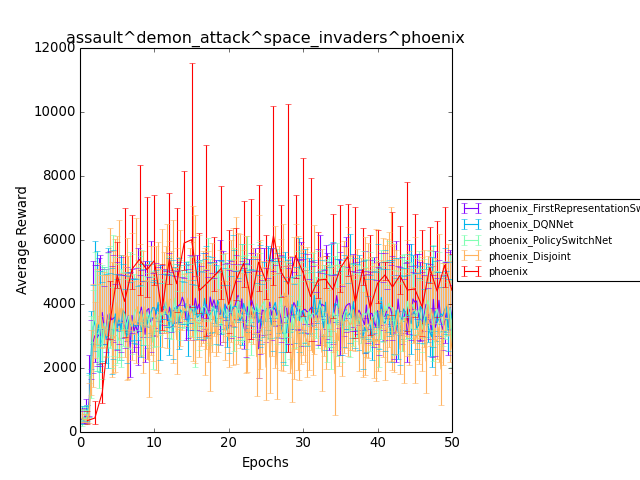 assault^demon_attack^space_invaders^phoenix
12000
10000
8000
6000
4000
2000
0
Average Reward
0 10 20 30 40 50
Epochs
phoenix_FirstRepresentationSw
phoenix_DQNNet
phoenix_PolicySwitchNet
phoenix_Disjoint
phoenix